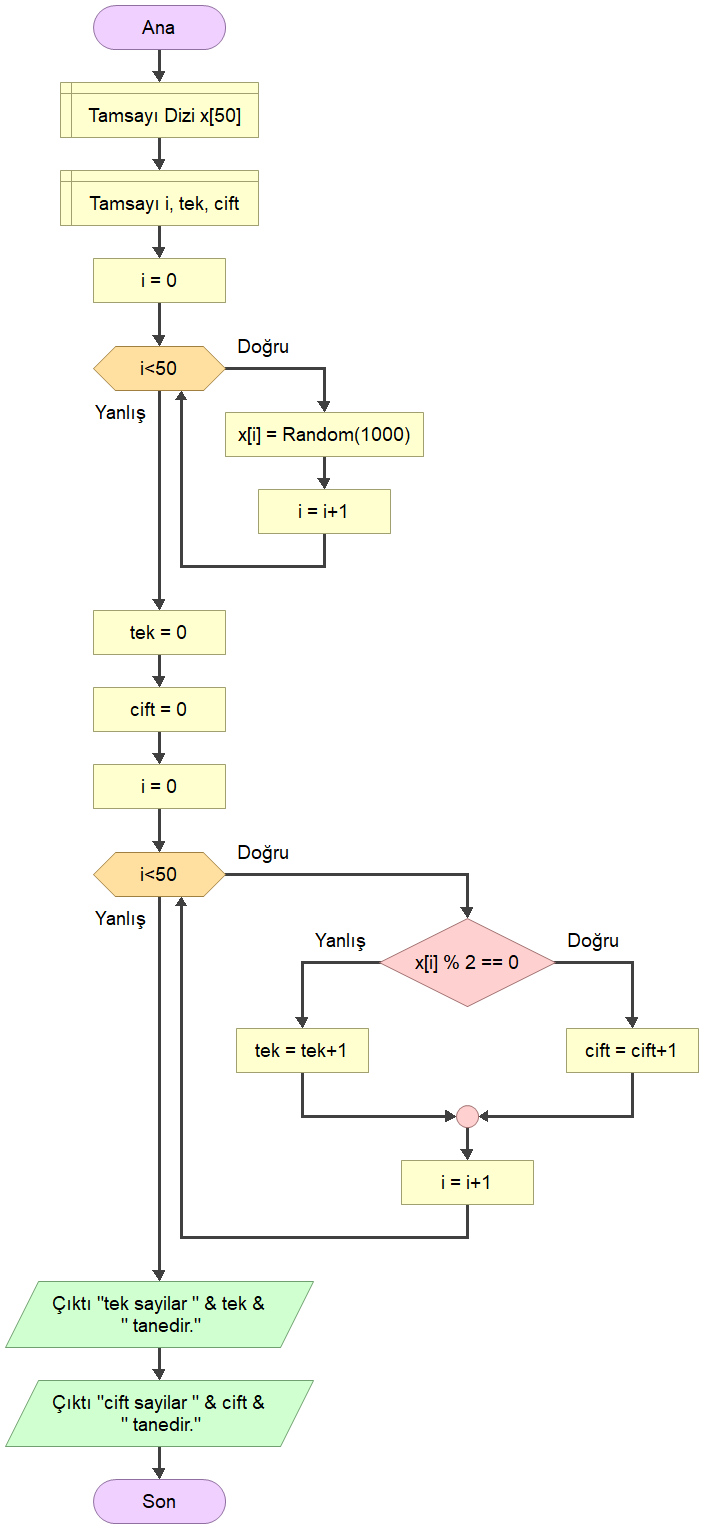 Ana
Tamsayı Dizi x[50]
Tamsayı i, tek, cift
i = 0
i<50
Doğru
Yanlış
x[i] = Random(1000)
i = i+1
tek = 0
cift = 0
i = 0
i<50
Doğru
Yanlış
Yanlış
x[i] % 2 == 0
Doğru
tek = tek+1
cift = cift+1
i = i+1
Çıktı "tek sayilar " & tek &
" tanedir."
Çıktı "cift sayilar " & cift &
" tanedir."
Son